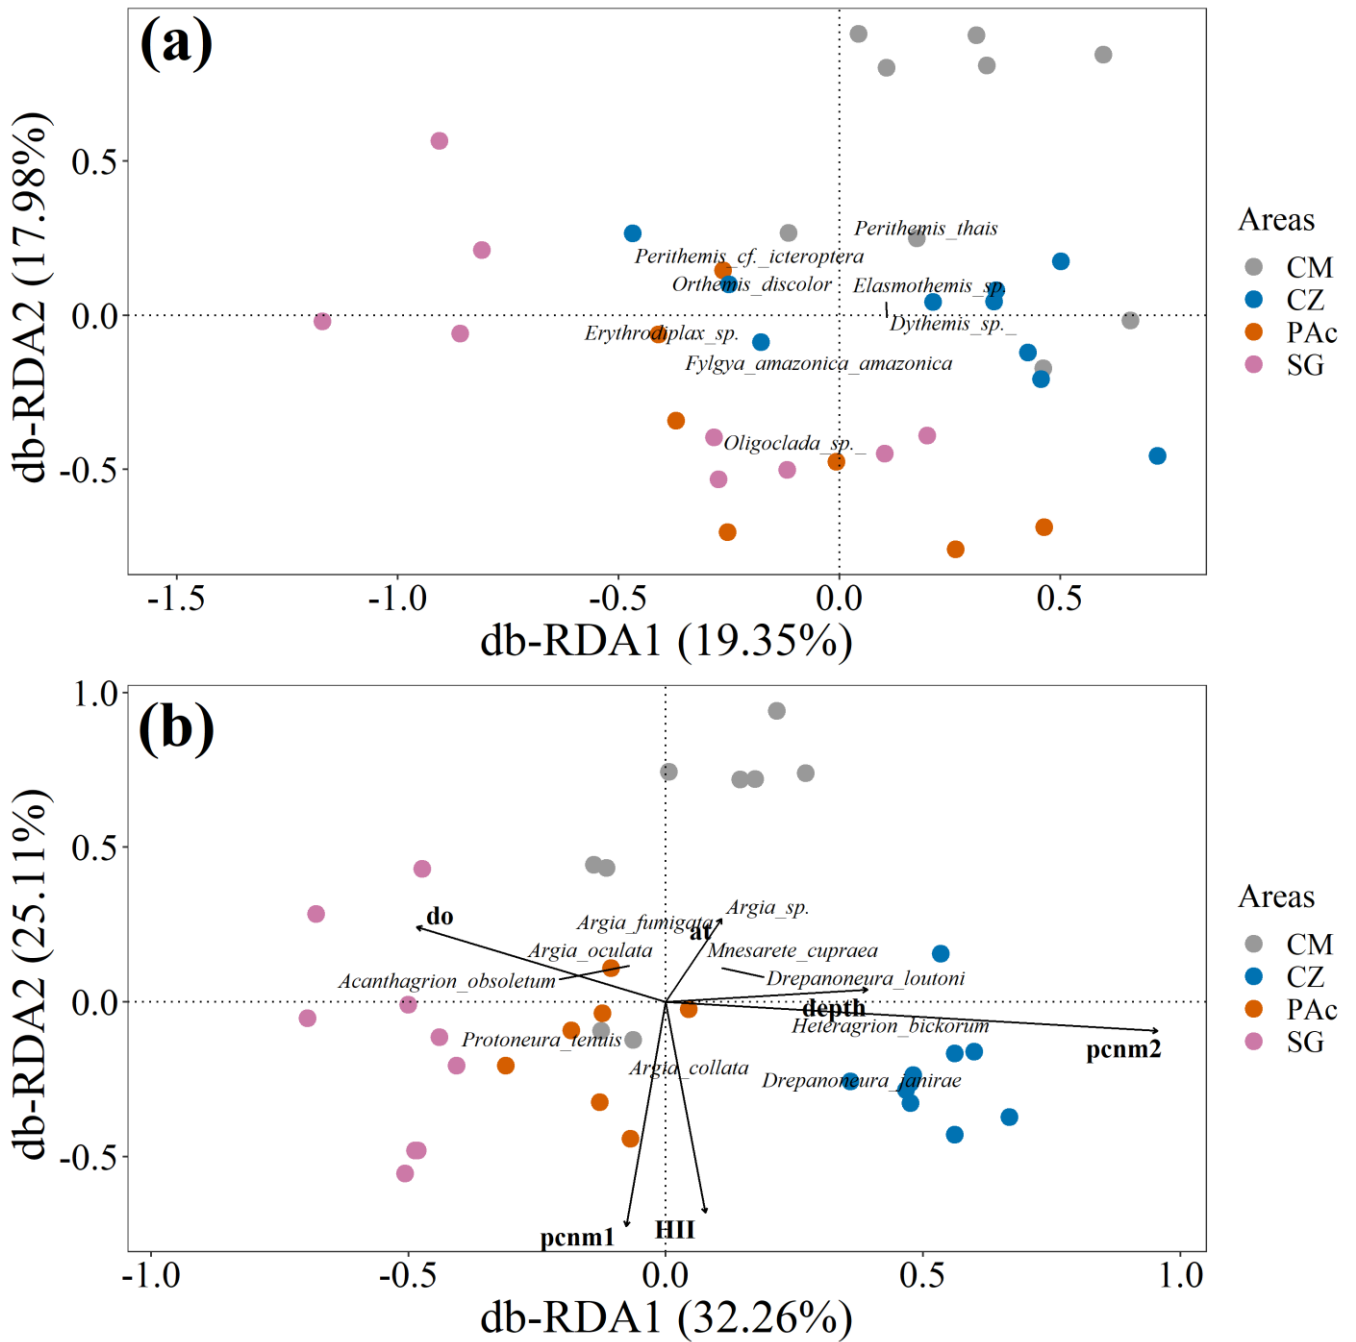 (a)
db-RDA2 (17.98%)
0.5
0.0
-0.5
Perithemis_thais
Perithemis_cf._icteroptera
Orthemis_discolor
Elasmothemis_sp.
Dythemis_sp._
Erythrodiplax_sp.
Fylgya_amazonica_amazonica
Oligoclada_sp._
-1.5 -1.0 -0.5 0.0 0.5
db-RDA1 (19.35%)
Areas
CM
CZ
PAc
SG
(b)
db-RDA2 (25.11%)
1.0
0.5
0.0
-0.5
do
Argia_sp.
Argia_fumigata
at
Argia_oculata
Mnesarete_cupraea
Acanthagrion_obsoletum
Drepanoneura_loutoni
depth
Heteragrion_bickorum
pcnm2
Protoneura_tenuis
Argia_collata
Drepanoneura_janirae
pcnm1
HII
-1.0 -0.5 0.0 0.5 1.0
db-RDA1 (32.26%)
Areas
CM
CZ
PAc
SG